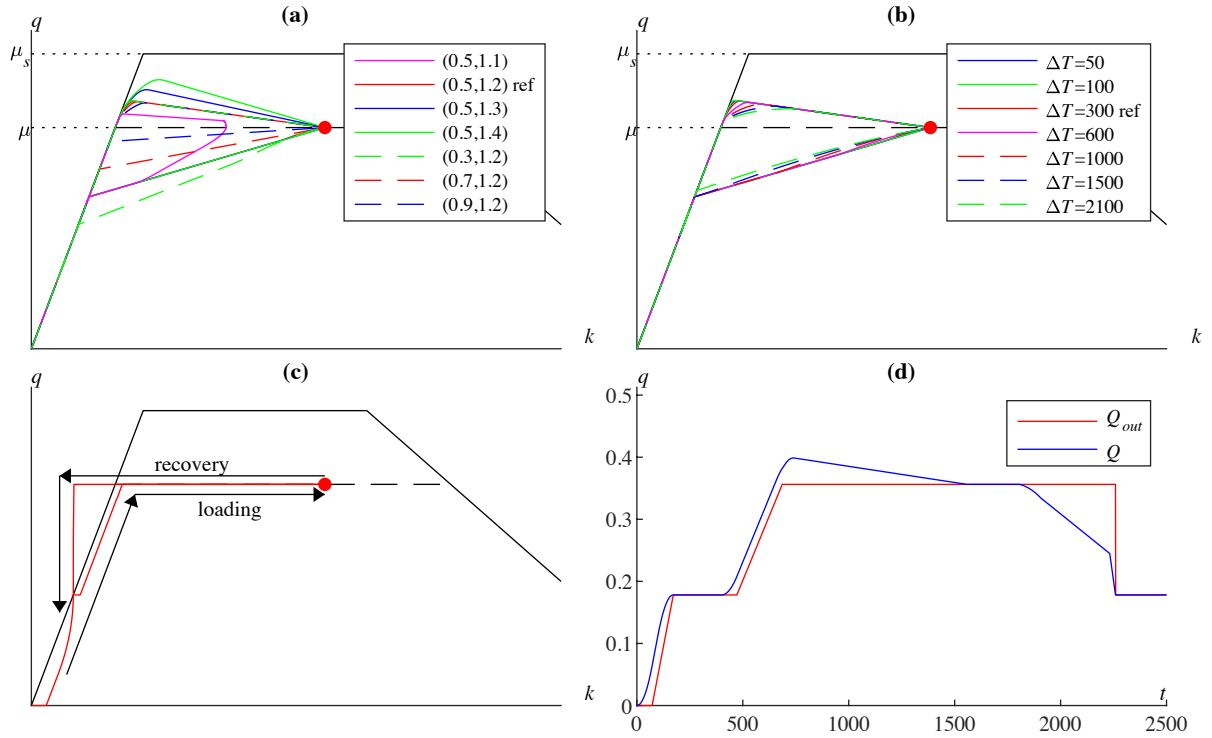 (a)
q
μs
μ
(0.5,1.1)
(0.5,1.2) ref
(0.5,1.3)
(0.5,1.4)
(0.3,1.2)
(0.7,1.2)
(0.9,1.2)
k
(b)
q
μs
μ
ΔT=50
ΔT=100
ΔT=300 ref
ΔT=600
ΔT=1000
ΔT=1500
ΔT=2100
k
(c)
q
recovery
loading
k
(d)
q
0.5
0.4
0.3
0.2
0.1
0
Qout
Q
t
0 500 1000 1500 2000 2500